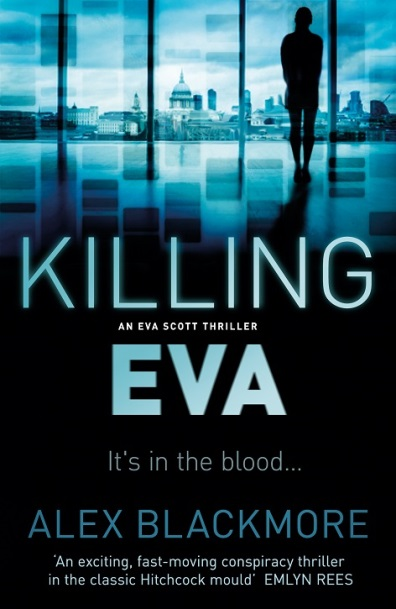 KILLING
AN EVA SCOTT THRILLER
EVA
It's in the blood...
ALEX BLACKMORE
‘An exciting, fast-moving conspiracy thriller
in the classic Hitchcock mould’ EMLYN REES